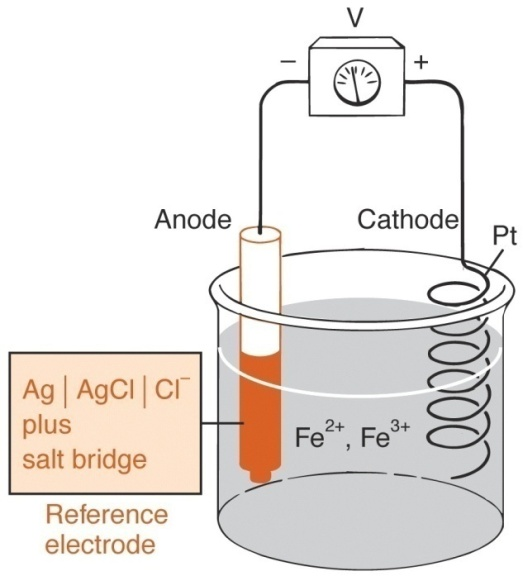 V
− +
Anode
Cathode
Pt
Ag | AgCl | Cl⁻
plus
salt bridge
Fe²⁺, Fe³⁺
Reference
electrode